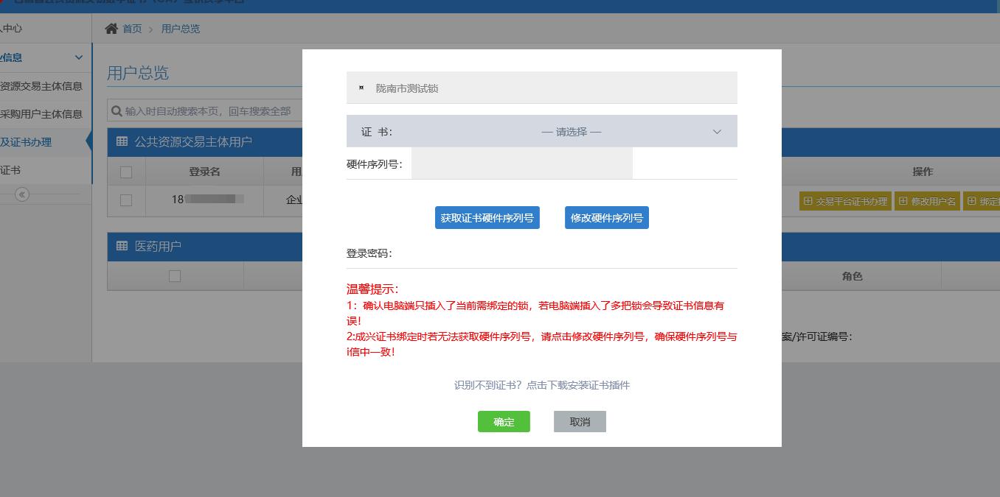 人中心
首页 > 用户总览
业信息
资源交易主体信息
采购用户主体信息
及证书办理
证书
用户总览
输入时自动搜索本页，回车搜索全部
公共资源交易主体用户
登录名
操作
18
企业
交易平台证书办理
修改用户名
绑定
医药用户
角色
案/许可证编号：
陇南市测试锁
证 书：
— 请选择 —
硬件序列号：
获取证书硬件序列号
修改硬件序列号
登录密码：
温馨提示：
1：确认电脑端只插入了当前需绑定的锁，若电脑端插入了多把锁会导致证书信息有
误！
2:成兴证书绑定时若无法获取硬件序列号，请点击修改硬件序列号，确保硬件序列号与
i信中一致！
识别不到证书？点击下载安装证书插件
确定
取消